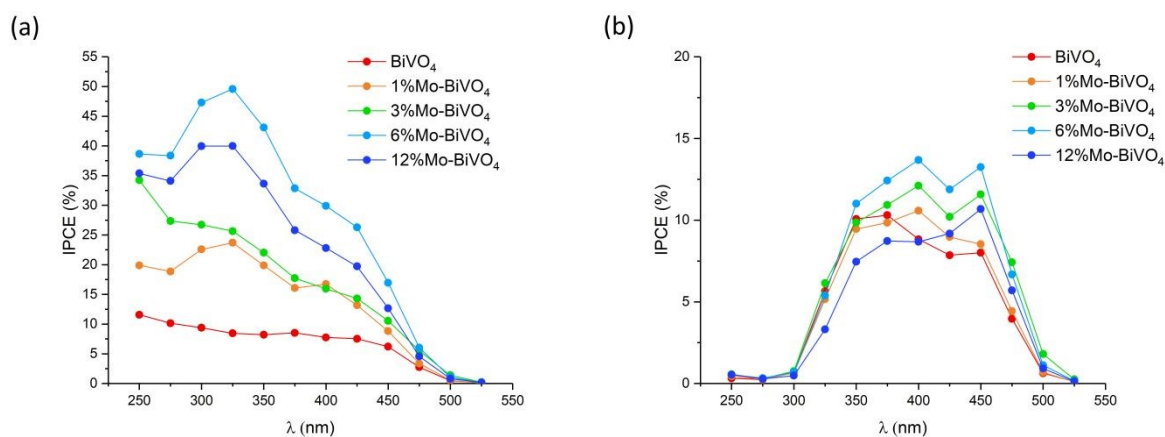 (a)
IPCE (%)
55
50
45
40
35
30
25
20
15
10
5
0
BiVO₄
1%Mo-BiVO₄
3%Mo-BiVO₄
6%Mo-BiVO₄
12%Mo-BiVO₄
250 300 350 400 450 500 550
λ (nm)
(b)
IPCE (%)
20
15
10
5
0
BiVO₄
1%Mo-BiVO₄
3%Mo-BiVO₄
6%Mo-BiVO₄
12%Mo-BiVO₄
250 300 350 400 450 500 550
λ (nm)